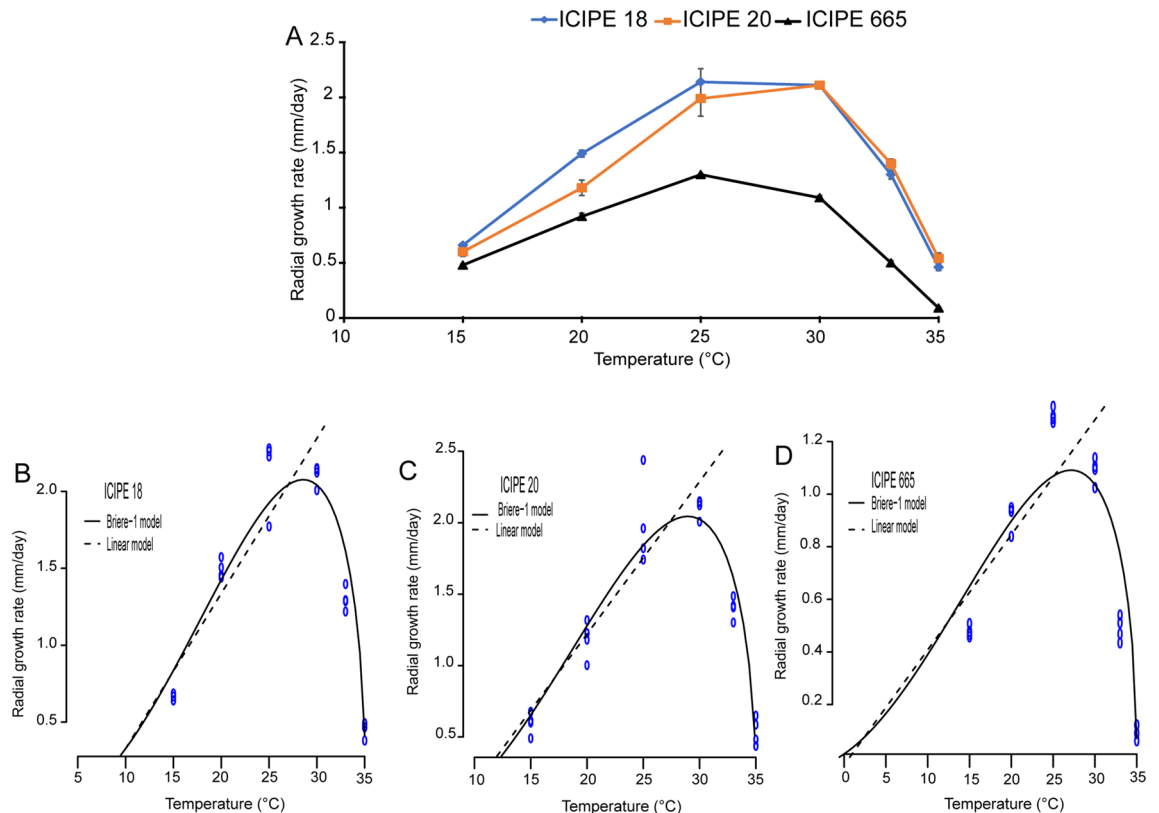 ICIPE 18 ICIPE 20 ICIPE 665
A
Radial growth rate (mm/day)
2.5
2
1.5
1
0.5
0
10 15 20 25 30 35
Temperature (°C)
B
ICIPE 18
Briere-1 model
Linear model
Radial growth rate (mm/day)
2.0
1.5
1.0
0.5
5 10 15 20 25 30 35
Temperature (°C)
C
ICIPE 20
Briere-1 model
Linear model
Radial growth rate (mm/day)
2.5
2.0
1.5
1.0
0.5
10 15 20 25 30 35
Temperature (°C)
D
ICIPE 665
Briere-1 model
Linear model
Radial growth rate (mm/day)
1.2
1.0
0.8
0.6
0.4
0.2
0 5 10 15 20 25 30 35
Temperature (°C)